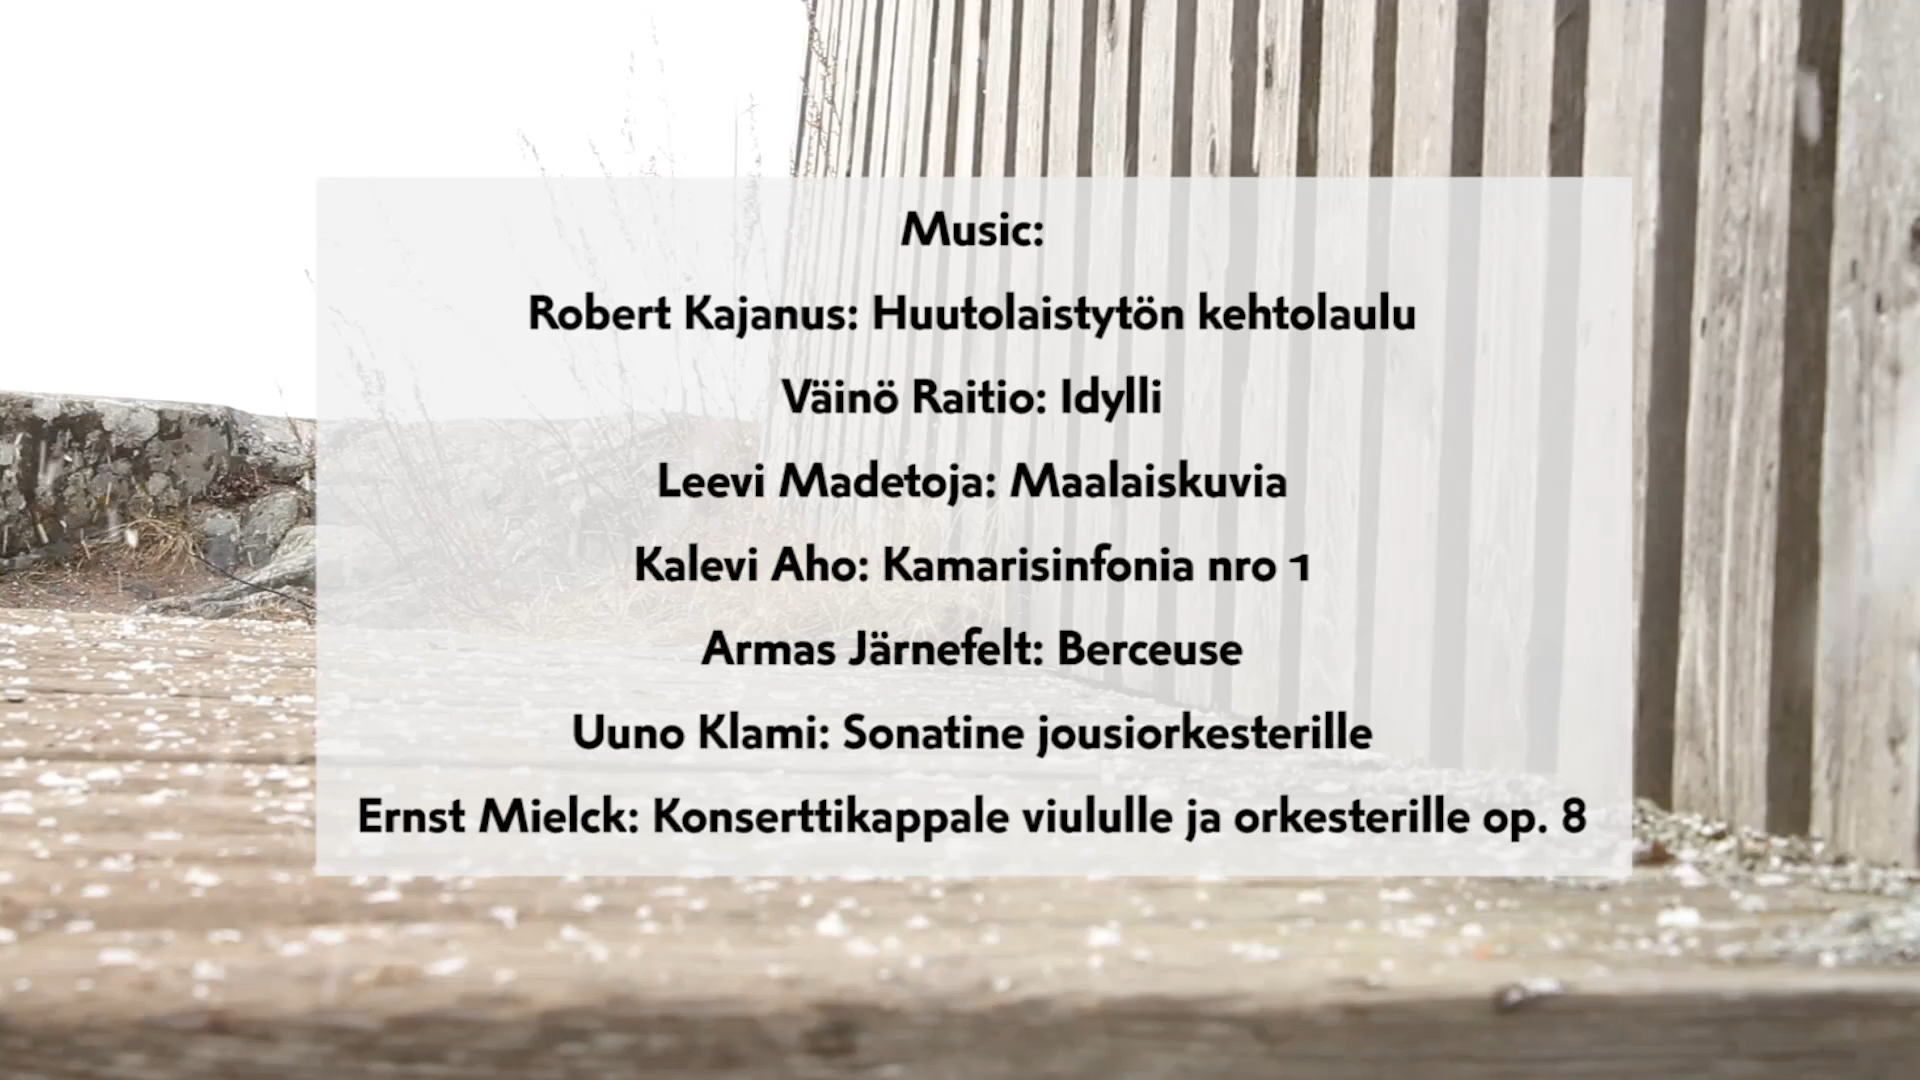 Music:
Robert Kajanus: Huutolaistytön kehtolaulu
Väinö Raitio: Idylli
Leevi Madetoja: Maalaiskuvia
Kalevi Aho: Kamarisinfonia nro 1
Armas Järnefelt: Berceuse
Uuno Klami: Sonatine jousiorkesterille
Ernst Mielck: Konserttikappale viululle ja orkesterille op. 8